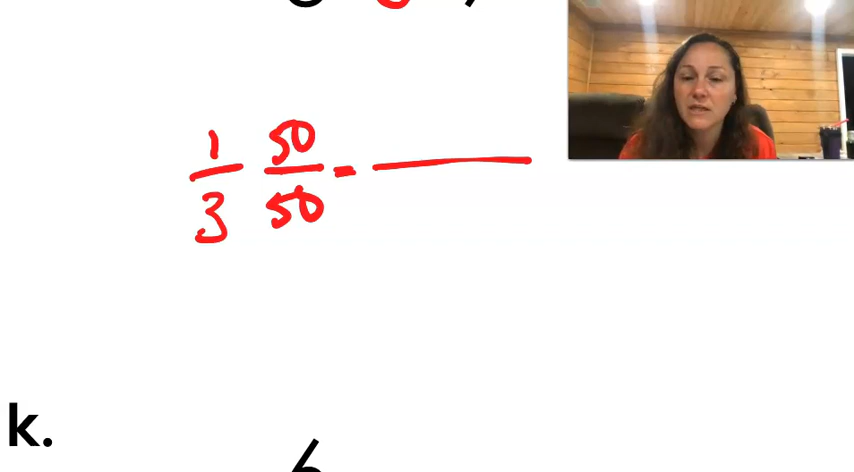 1/3 50/50 =
k.